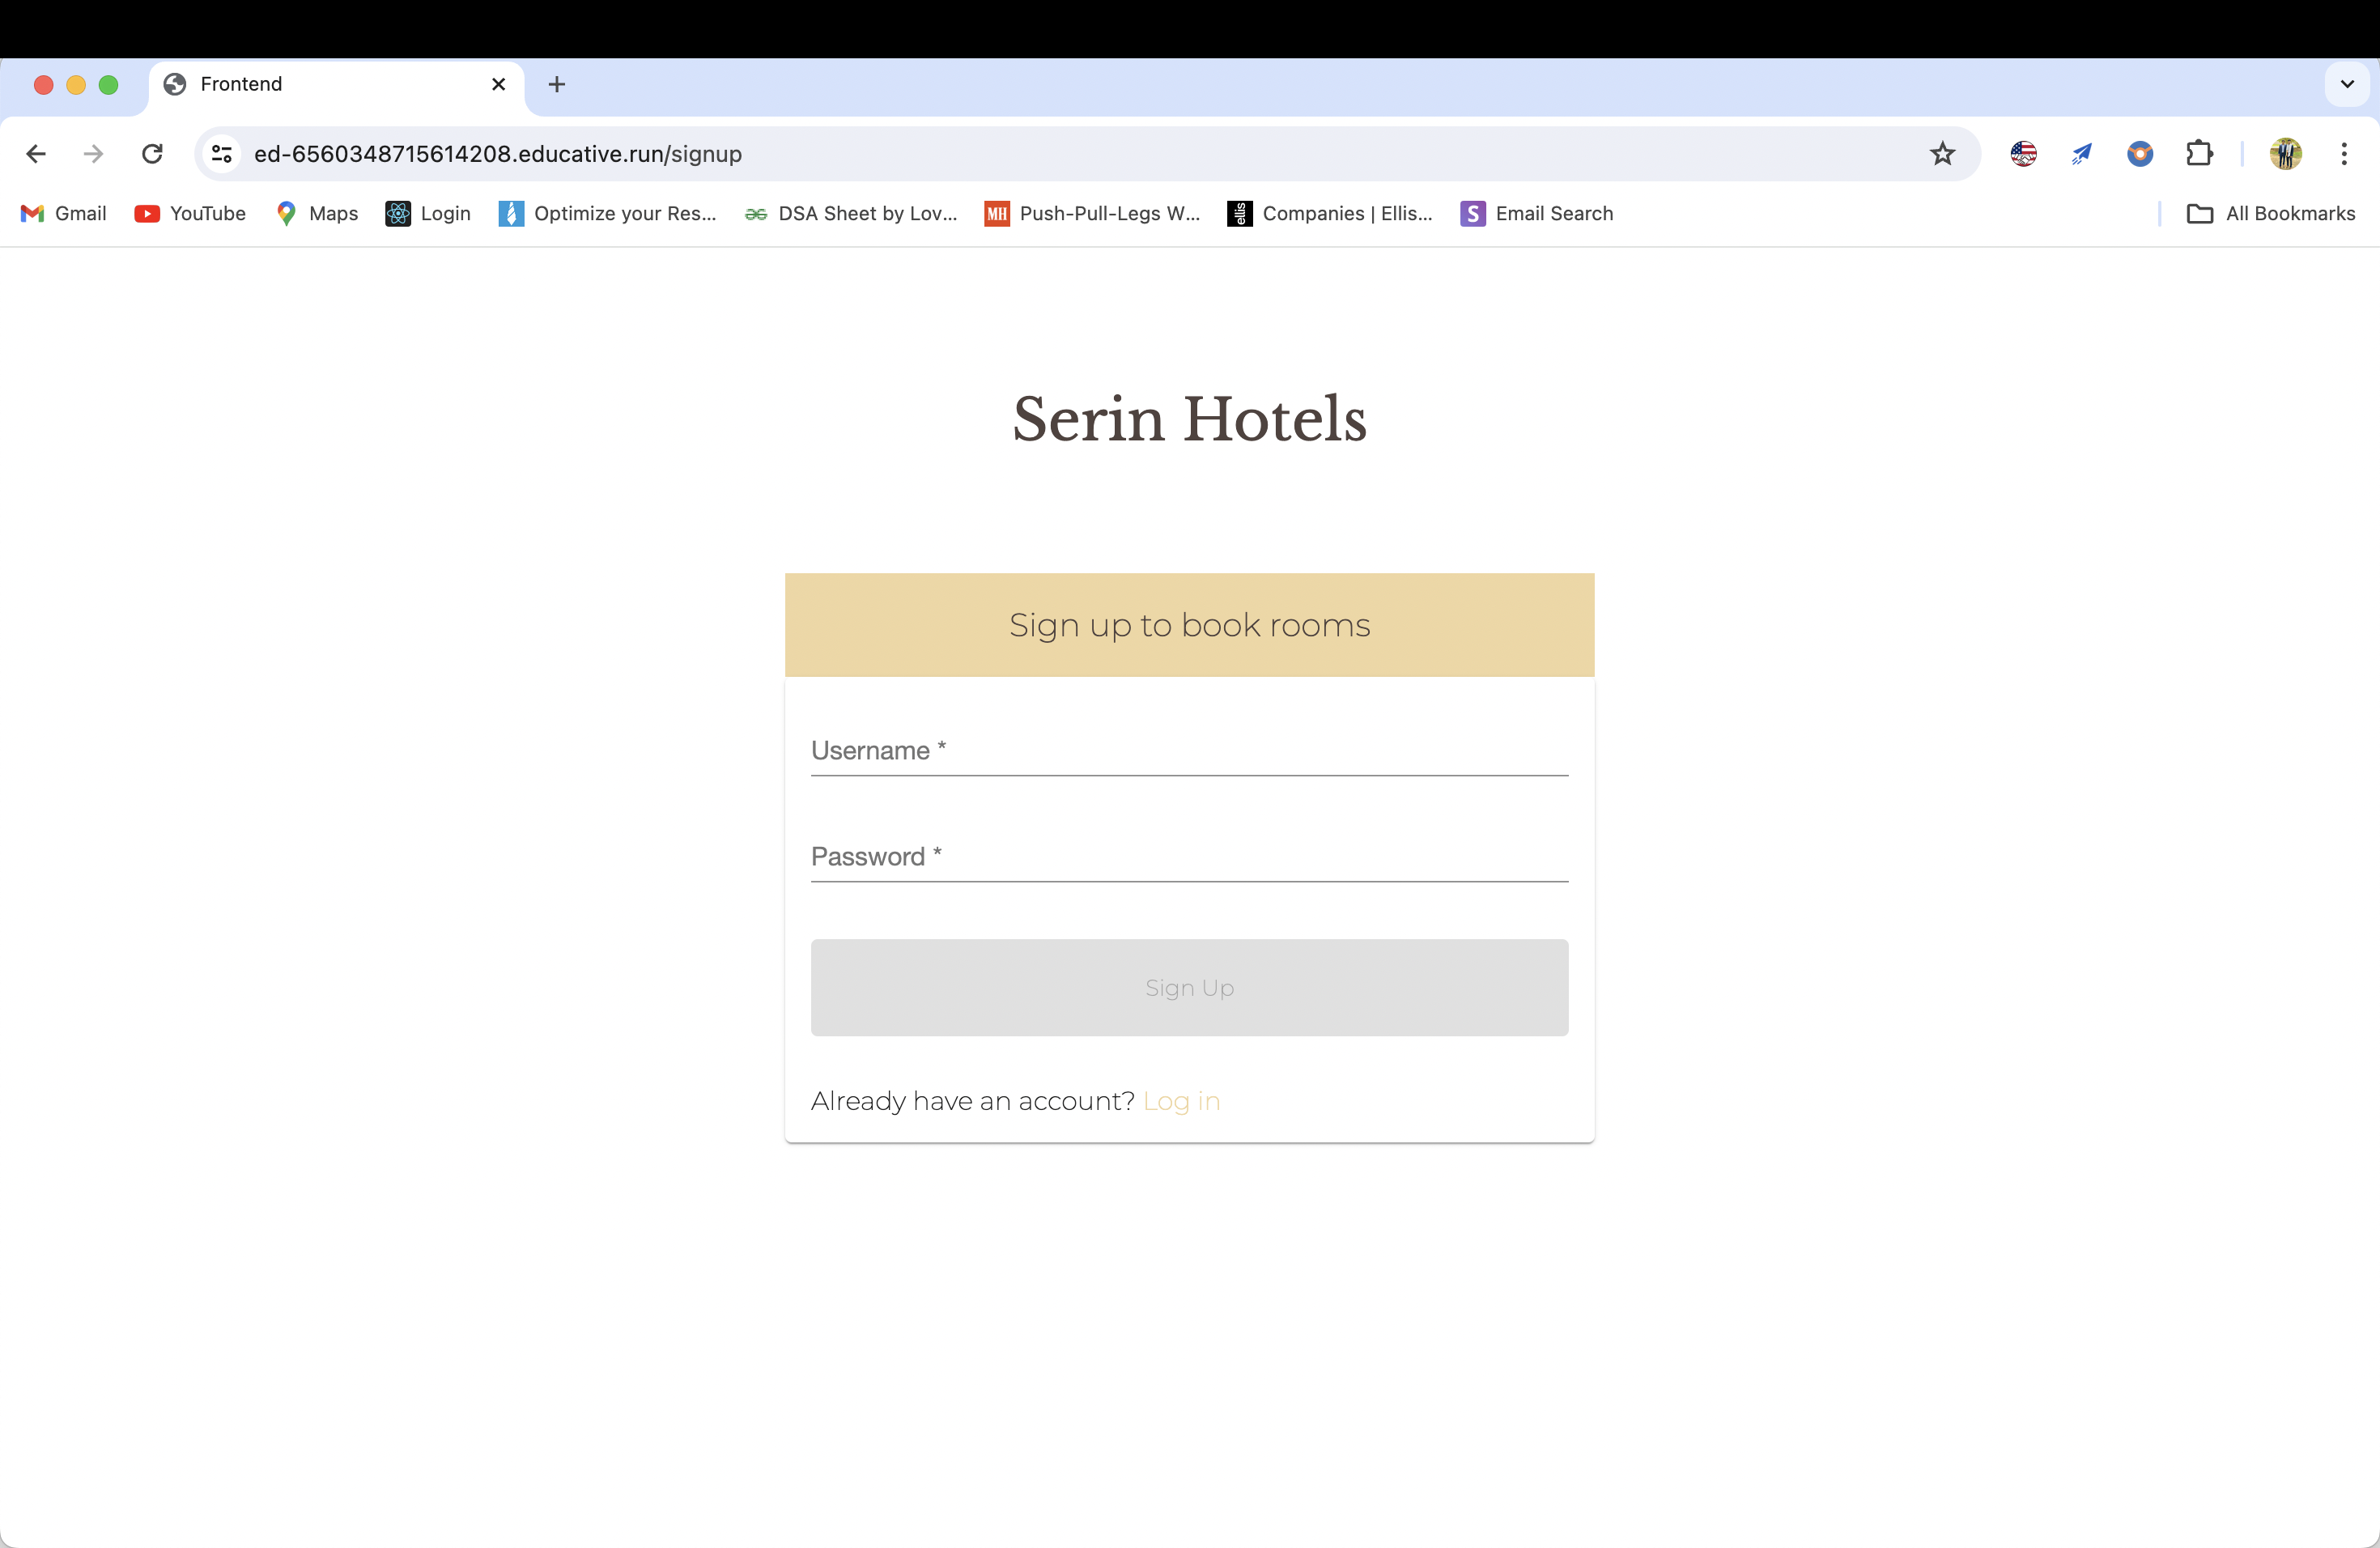 Frontend
ed-6560348715614208.educative.run/signup
Gmail YouTube Maps Login Optimize your Res... DSA Sheet by Lov... MH Push-Pull-Legs W... ellis Companies | Ellis... S Email Search All Bookmarks
Serin Hotels
Sign up to book rooms
Username *
Password *
Sign Up
Already have an account? Log in